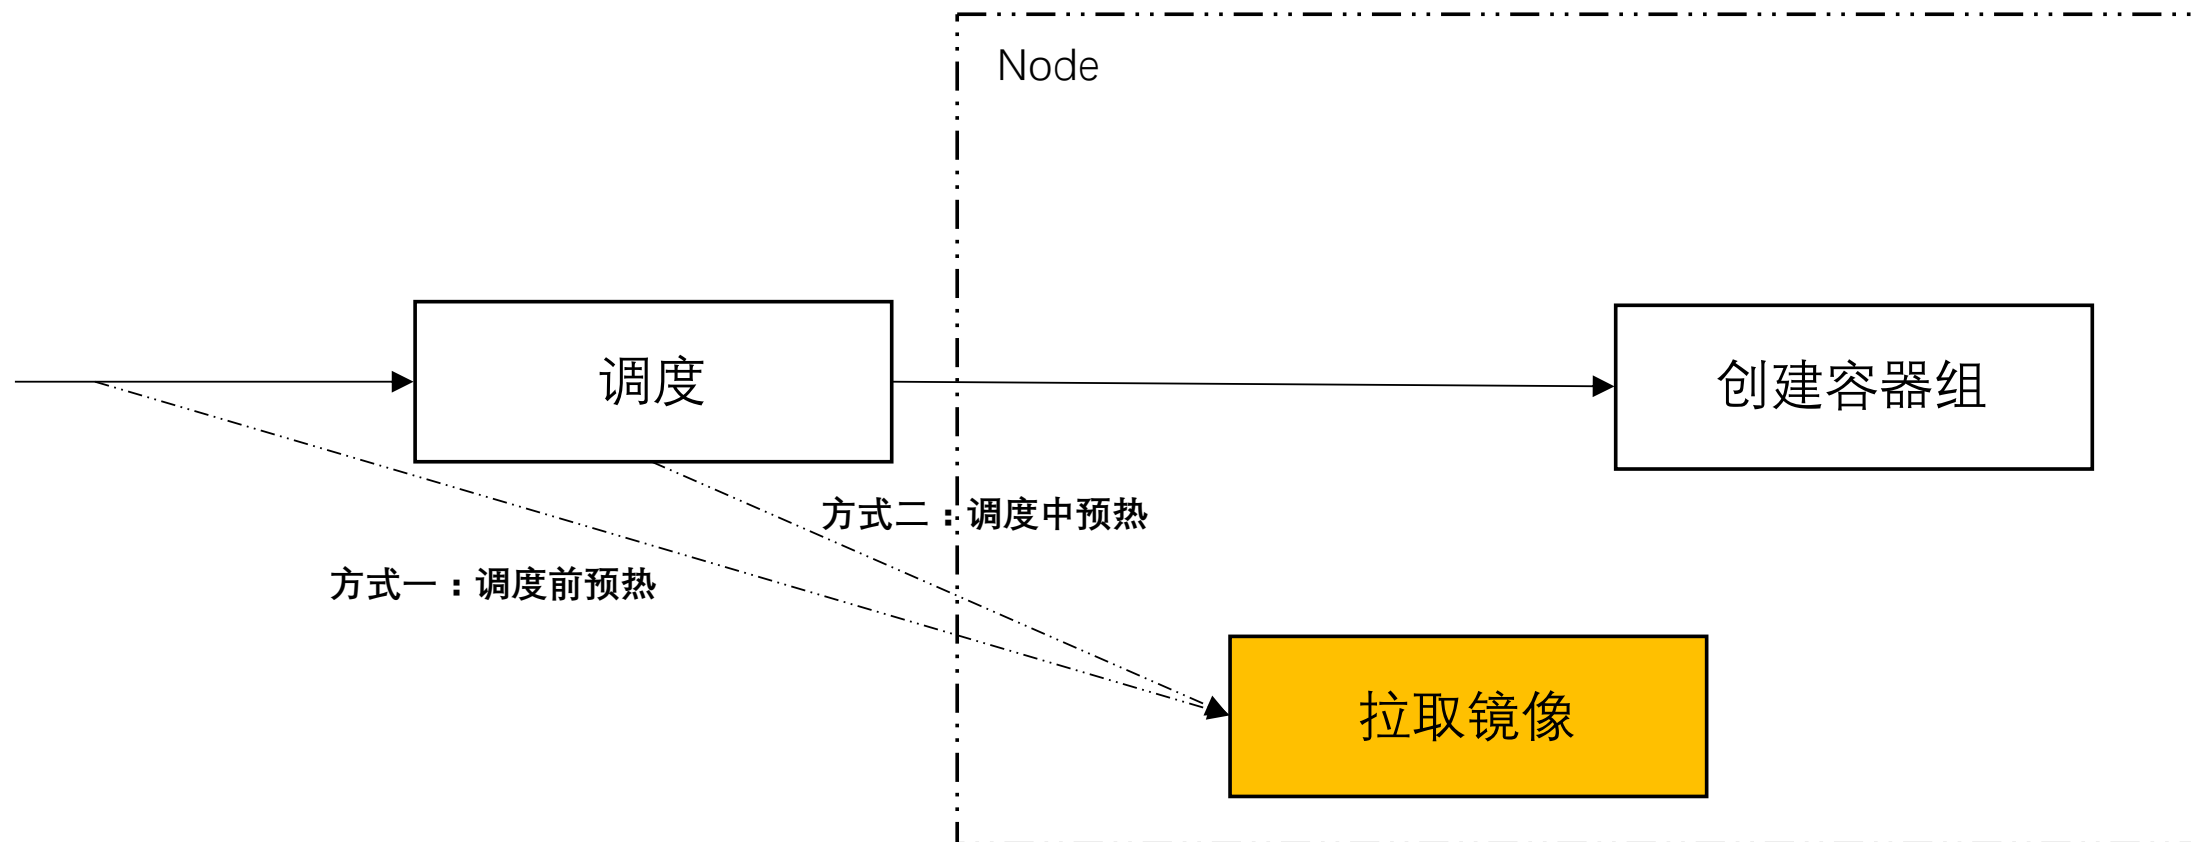 Node
调度
创建容器组
方式二：调度中预热
方式一：调度前预热
拉取镜像